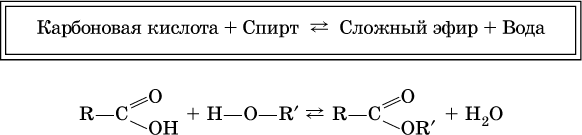 Карбоновая кислота + Спирт ⇄ Сложный эфир + Вода
R—C(=O)—OH + H—O—R′ ⇄ R—C(=O)—OR′ + H₂O